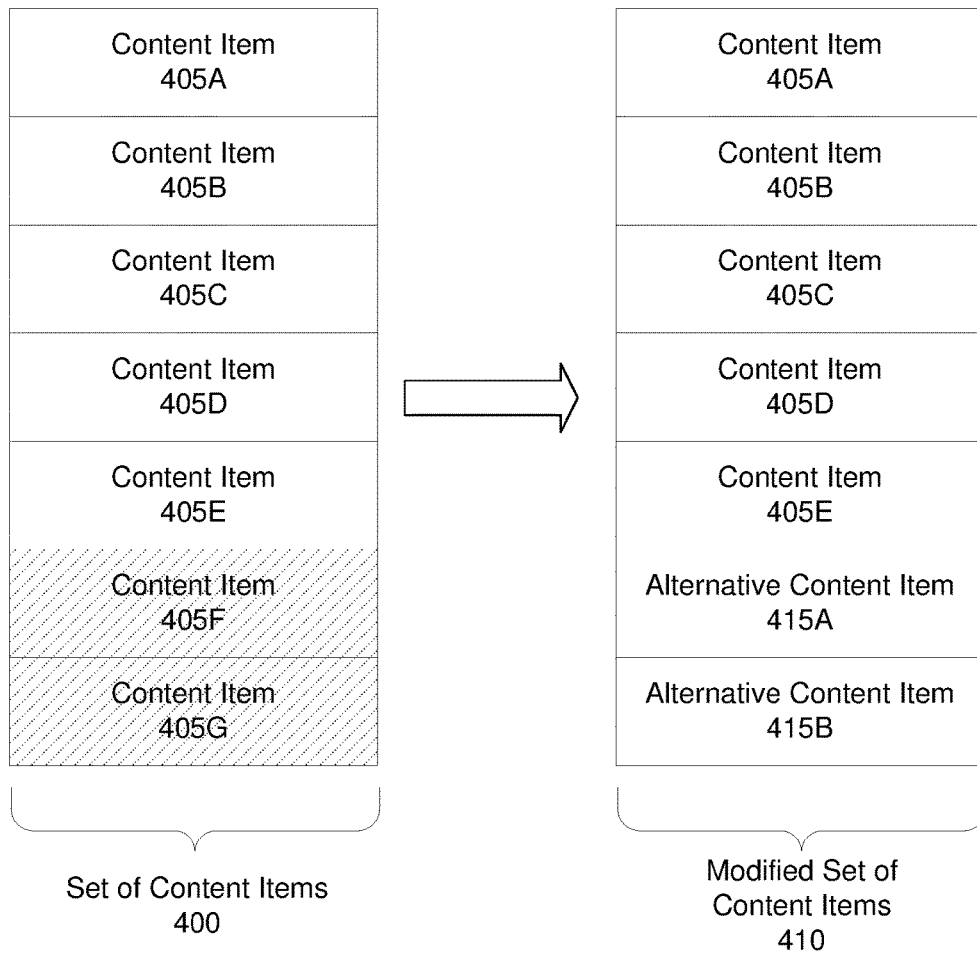 Content Item
405A
Content Item
405B
Content Item
405C
Content Item
405D
Content Item
405E
Content Item
405F
Content Item
405G
Set of Content Items
400
Content Item
405A
Content Item
405B
Content Item
405C
Content Item
405D
Content Item
405E
Alternative Content Item
415A
Alternative Content Item
415B
Modified Set of
Content Items
410